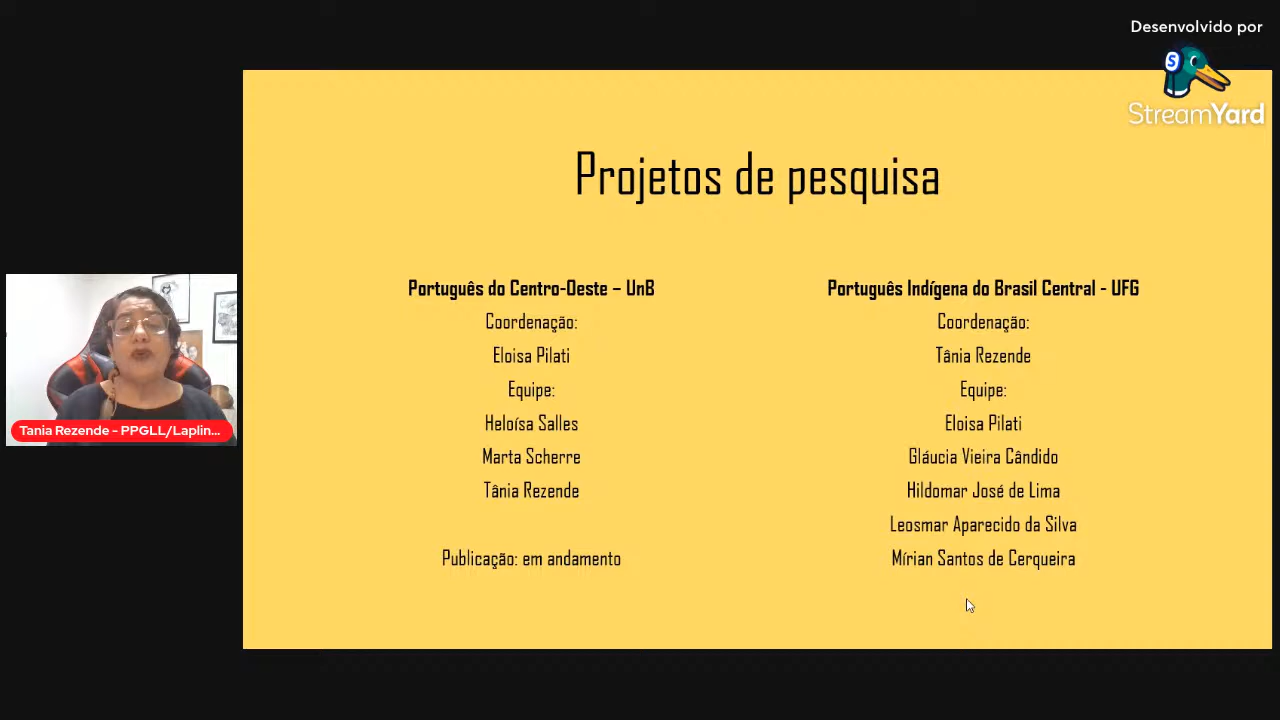 Desenvolvido por
StreamYard
Projetos de pesquisa
Português do Centro-Oeste – UnB
Coordenação:
Eloisa Pilati
Equipe:
Heloísa Salles
Marta Scherre
Tânia Rezende
Publicação: em andamento
Português Indígena do Brasil Central - UFG
Coordenação:
Tânia Rezende
Equipe:
Eloisa Pilati
Gláucia Vieira Cândido
Hildomar José de Lima
Leosmar Aparecido da Silva
Mírian Santos de Cerqueira
Tania Rezende - PPGLL/Laplin...